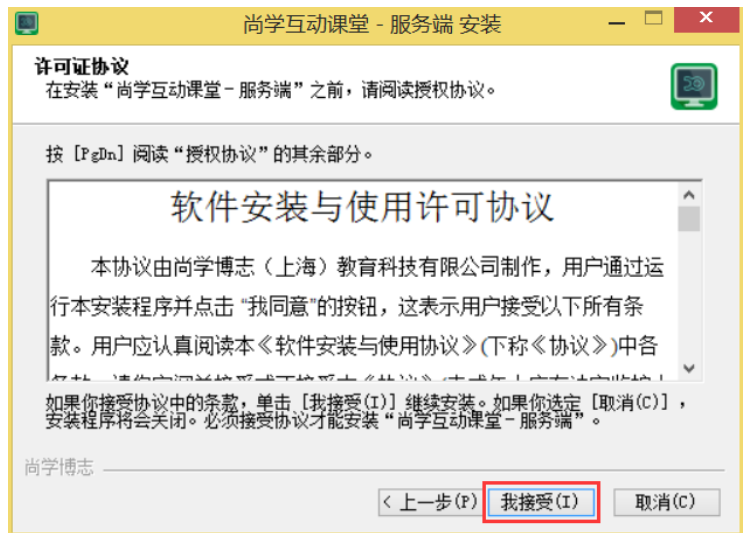 尚学互动课堂 - 服务端 安装
许可证协议
在安装“尚学互动课堂－服务端”之前，请阅读授权协议。
按 [PgDn] 阅读“授权协议”的其余部分。
软件安装与使用许可协议
本协议由尚学博志（上海）教育科技有限公司制作，用户通过运
行本安装程序并点击 “我同意”的按钮，这表示用户接受以下所有条
款。用户应认真阅读本《软件安装与使用协议》(下称《协议》)中各
如果你接受协议中的条款，单击 [我接受(I)] 继续安装。如果你选定 [取消(C)] ，
安装程序将会关闭。必须接受协议才能安装“尚学互动课堂－服务端”。
尚学博志
< 上一步(P) 我接受(I) 取消(C)